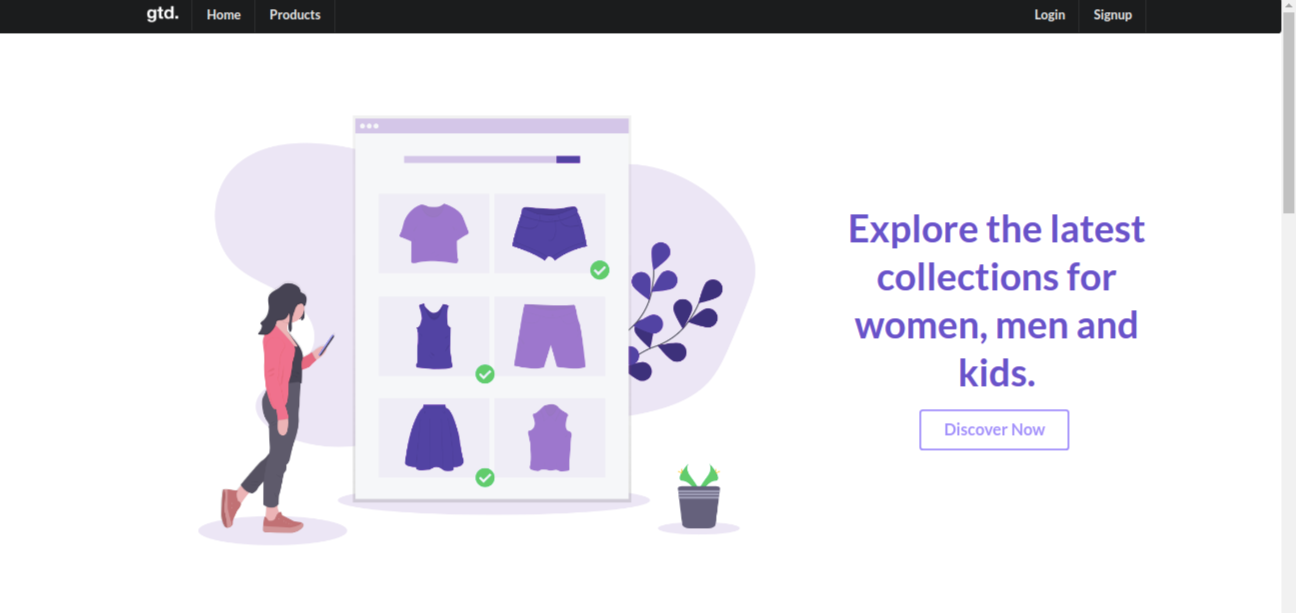 gtd. Home Products Login Signup
Explore the latest
collections for
women, men and
kids.
Discover Now